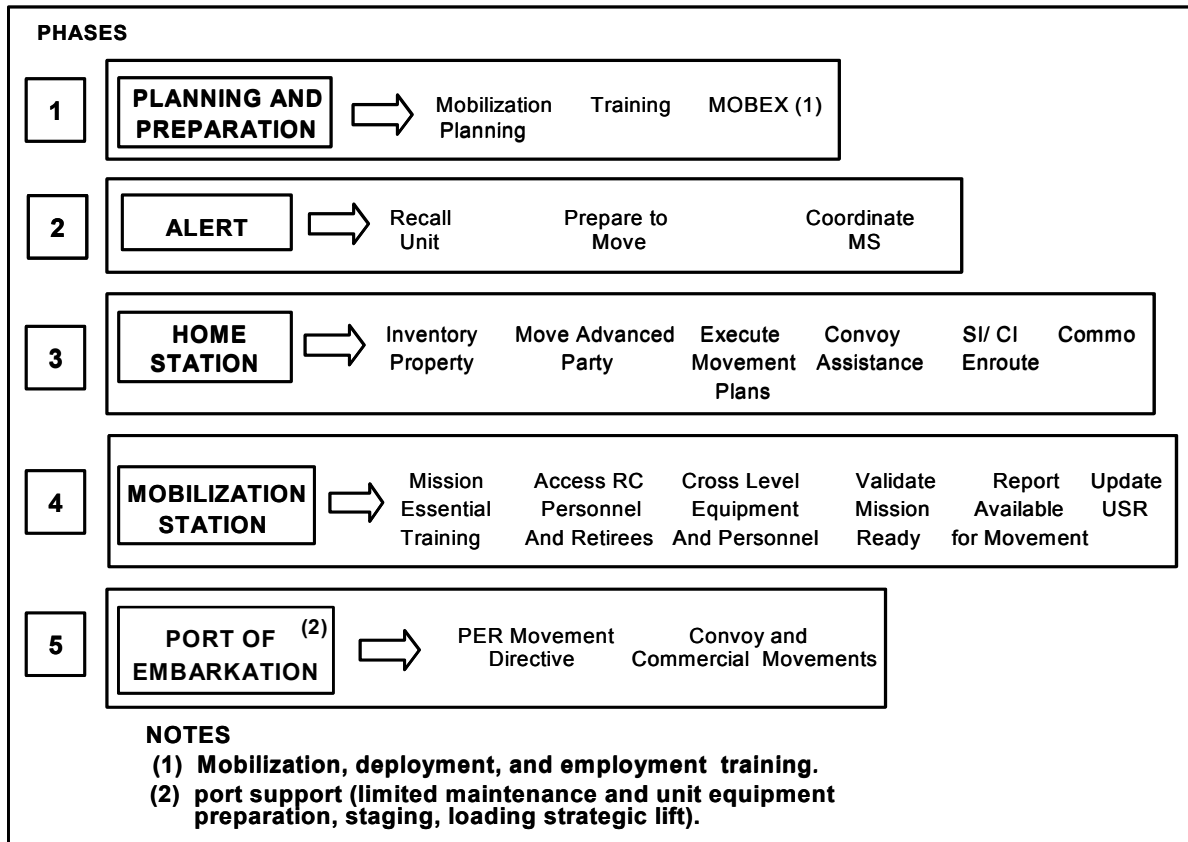 PHASES
1
PLANNING AND
PREPARATION
Mobilization Training MOBEX (1)
Planning
2
ALERT
Recall Prepare to Coordinate
Unit Move MS
3
HOME
STATION
Inventory Move Advanced Execute Convoy SI/ CI Commo
Property Party Movement Assistance Enroute
Plans
4
MOBILIZATION
STATION
Mission Access RC Cross Level Validate Report Update
Essential Personnel Equipment Mission Available USR
Training And Retirees And Personnel Ready for Movement
5
PORT OF (2)
EMBARKATION
PER Movement Convoy and
Directive Commercial Movements
NOTES
(1) Mobilization, deployment, and employment training.
(2) port support (limited maintenance and unit equipment
preparation, staging, loading strategic lift).